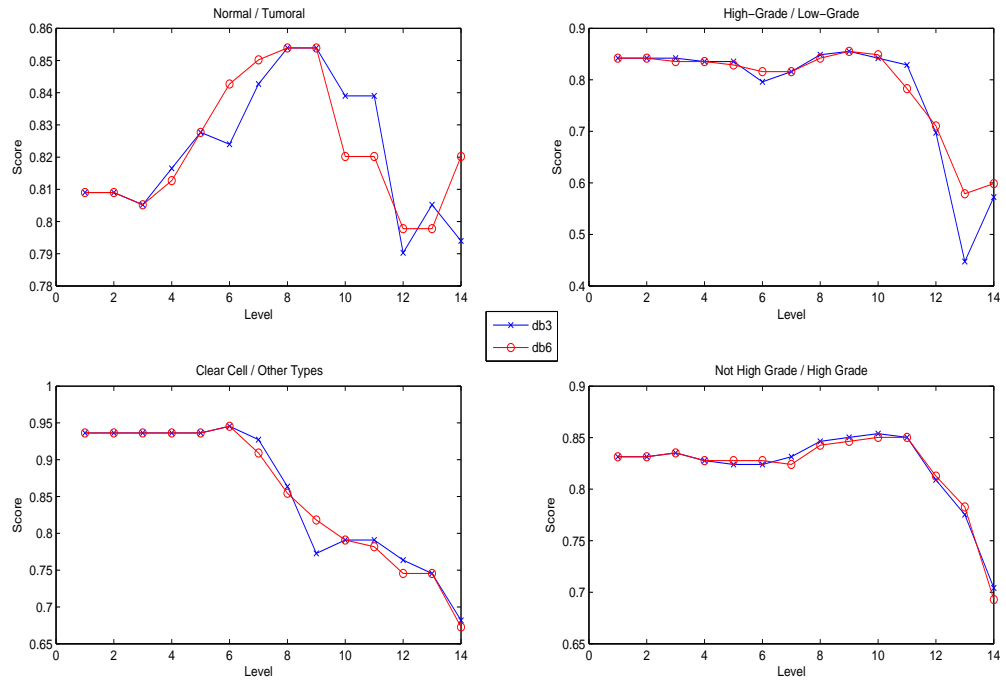 Normal / Tumoral
0.86
0.85
0.84
0.83
0.82
0.81
0.8
0.79
0.78
0 2 4 6 8 10 12 14
Score
Level
High−Grade / Low−Grade
0.9
0.8
0.7
0.6
0.5
0.4
0 2 4 6 8 10 12 14
Score
Level
db3
db6
Clear Cell / Other Types
1
0.95
0.9
0.85
0.8
0.75
0.7
0.65
0 2 4 6 8 10 12 14
Score
Level
Not High Grade / High Grade
0.9
0.85
0.8
0.75
0.7
0.65
0 2 4 6 8 10 12 14
Score
Level